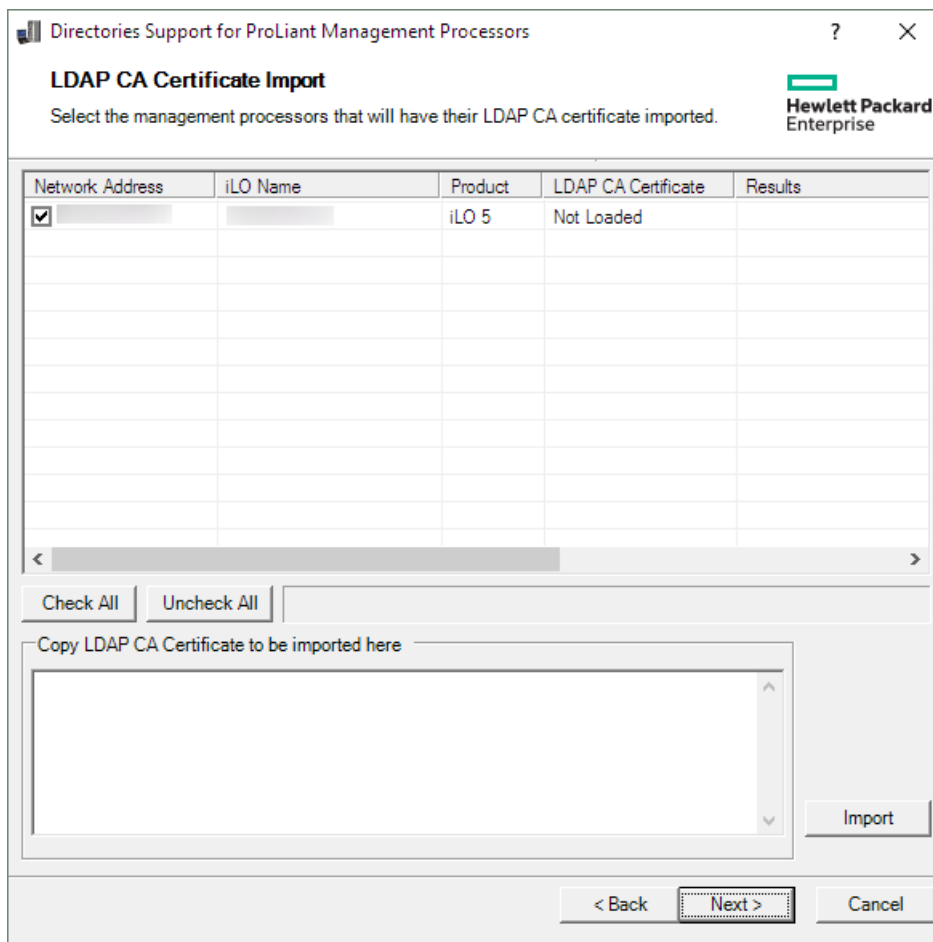 Directories Support for ProLiant Management Processors ? ×
LDAP CA Certificate Import
Select the management processors that will have their LDAP CA certificate imported.
Hewlett Packard
Enterprise
Network Address iLO Name Product LDAP CA Certificate Results
iLO 5 Not Loaded
Check All Uncheck All
Copy LDAP CA Certificate to be imported here
Import
< Back Next > Cancel